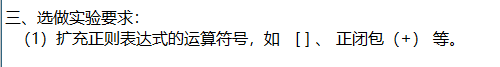 三、选做实验要求：
（1）扩充正则表达式的运算符号，如 [ ] 、 正闭包（+） 等。